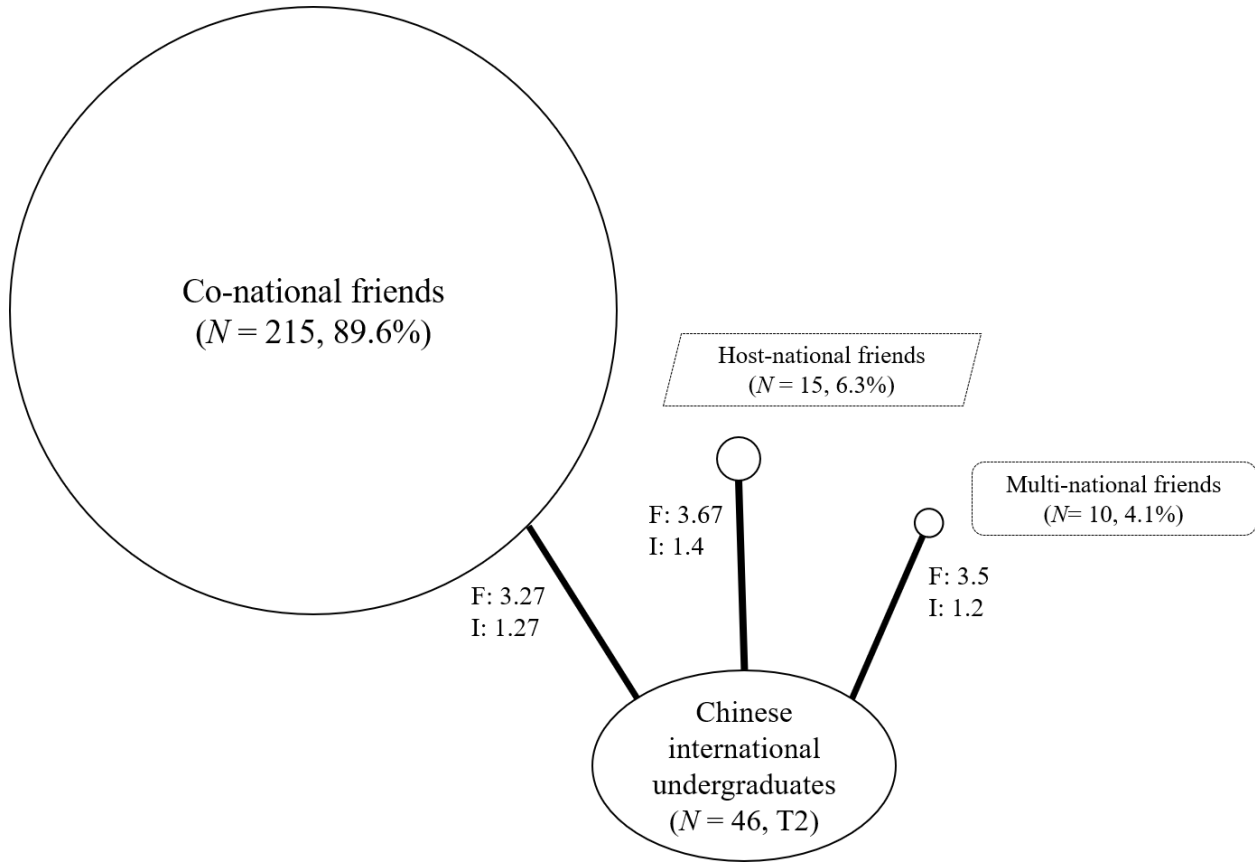 Co-national friends
(N = 215, 89.6%)
Host-national friends
(N = 15, 6.3%)
Multi-national friends
(N= 10, 4.1%)
F: 3.67
I: 1.4
F: 3.5
I: 1.2
F: 3.27
I: 1.27
Chinese
international
undergraduates
(N = 46, T2)